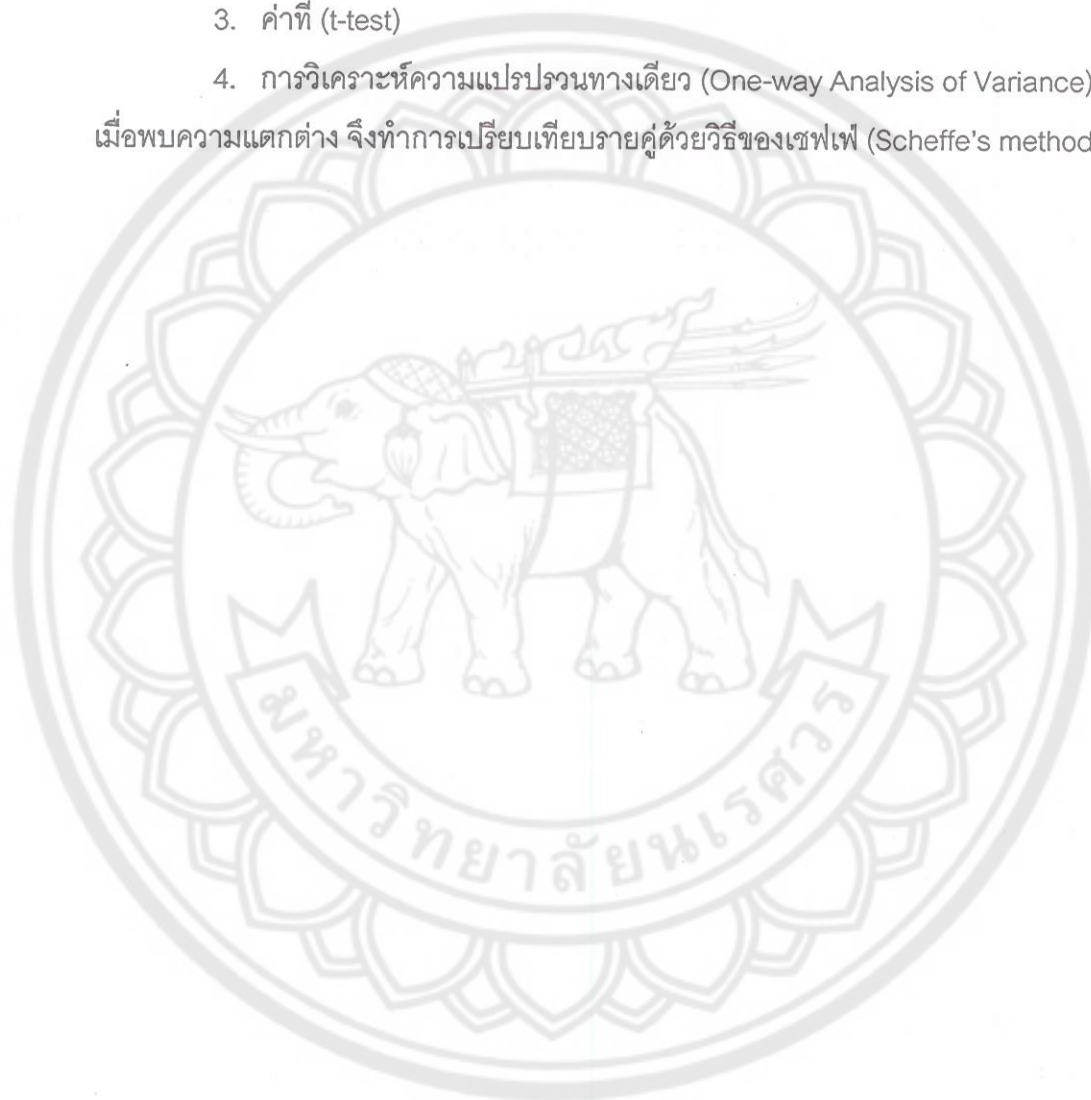 3. ค่าที (t-test)
4. การวิเคราะห์ความแปรปรวนทางเดียว (One-way Analysis of Variance)
เมื่อพบความแตกต่าง จึงทำการเปรียบเทียบรายคู่ด้วยวิธีของเชฟเฟ่ (Scheffe's method
มหาวิทยาลัยนเรศวร